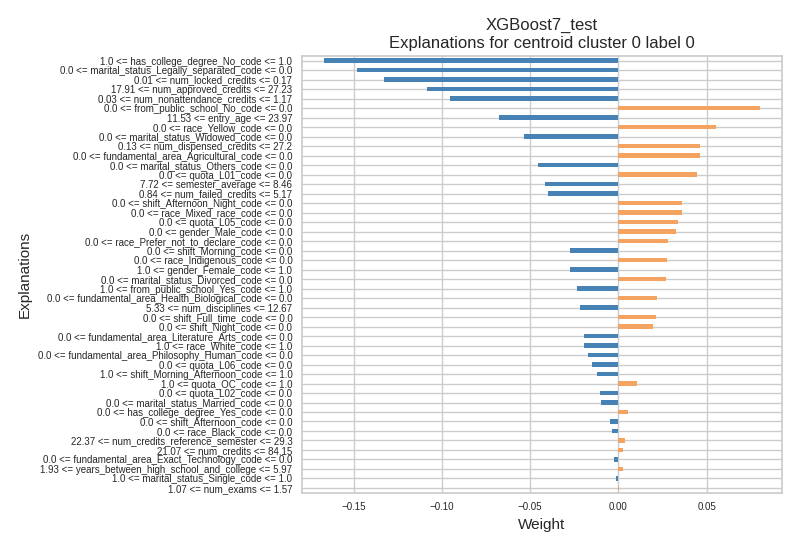 XGBoost7_test
Explanations for centroid cluster 0 label 0
Explanations
1.0 <= has_college_degree_No_code <= 1.0
0.0 <= marital_status_Legally_separated_code <= 0.0
0.01 <= num_locked_credits <= 0.17
17.91 <= num_approved_credits <= 27.23
0.03 <= num_nonattendance_credits <= 1.17
0.0 <= from_public_school_No_code <= 0.0
11.53 <= entry_age <= 23.97
0.0 <= race_Yellow_code <= 0.0
0.0 <= marital_status_Widowed_code <= 0.0
0.13 <= num_dispensed_credits <= 27.2
0.0 <= fundamental_area_Agricultural_code <= 0.0
0.0 <= marital_status_Others_code <= 0.0
0.0 <= quota_L01_code <= 0.0
7.72 <= semester_average <= 8.46
0.84 <= num_failed_credits <= 5.17
0.0 <= shift_Afternoon_Night_code <= 0.0
0.0 <= race_Mixed_race_code <= 0.0
0.0 <= quota_L05_code <= 0.0
0.0 <= gender_Male_code <= 0.0
0.0 <= race_Prefer_not_to_declare_code <= 0.0
0.0 <= shift_Morning_code <= 0.0
0.0 <= race_Indigenous_code <= 0.0
1.0 <= gender_Female_code <= 1.0
0.0 <= marital_status_Divorced_code <= 0.0
1.0 <= from_public_school_Yes_code <= 1.0
0.0 <= fundamental_area_Health_Biological_code <= 0.0
5.33 <= num_disciplines <= 12.67
0.0 <= shift_Full_time_code <= 0.0
0.0 <= shift_Night_code <= 0.0
0.0 <= fundamental_area_Literature_Arts_code <= 0.0
1.0 <= race_White_code <= 1.0
0.0 <= fundamental_area_Philosophy_Human_code <= 0.0
0.0 <= quota_L06_code <= 0.0
1.0 <= shift_Morning_Afternoon_code <= 1.0
1.0 <= quota_OC_code <= 1.0
0.0 <= quota_L02_code <= 0.0
0.0 <= marital_status_Married_code <= 0.0
0.0 <= has_college_degree_Yes_code <= 0.0
0.0 <= shift_Afternoon_code <= 0.0
0.0 <= race_Black_code <= 0.0
22.37 <= num_credits_reference_semester <= 29.3
21.07 <= num_credits <= 84.15
0.0 <= fundamental_area_Exact_Technology_code <= 0.0
1.93 <= years_between_high_school_and_college <= 5.97
1.0 <= marital_status_Single_code <= 1.0
1.07 <= num_exams <= 1.57
−0.15 −0.10 −0.05 0.00 0.05
Weight